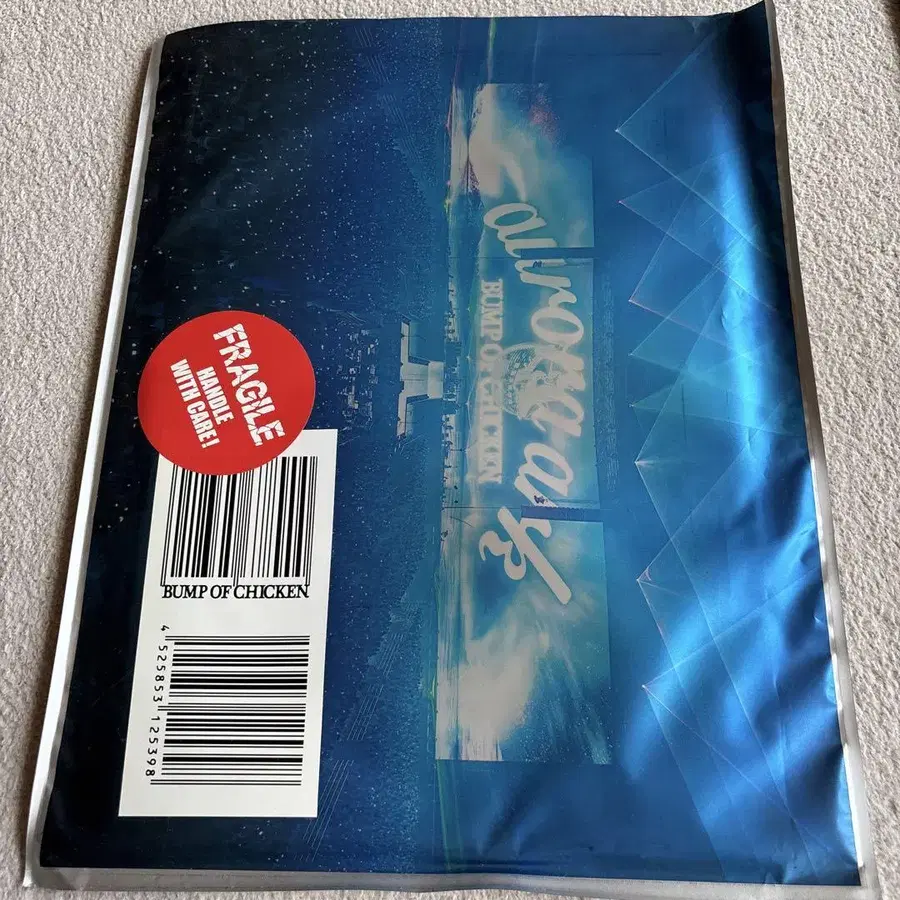 aurora ark
BUMP OF CHICKEN
FRAGILE
HANDLE
WITH CARE!
BUMP OF CHICKEN
4 525853 125398